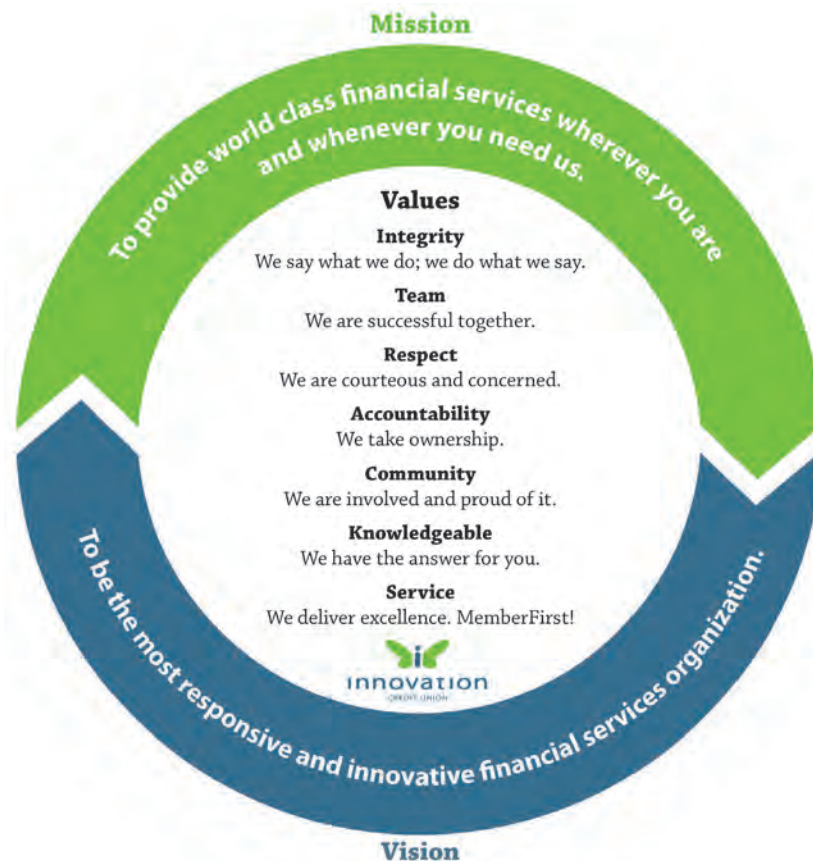 Mission
To provide world class financial services wherever you are
and whenever you need us.
Values
Integrity
We say what we do; we do what we say.
Team
We are successful together.
Respect
We are courteous and concerned.
Accountability
We take ownership.
Community
We are involved and proud of it.
Knowledgeable
We have the answer for you.
Service
We deliver excellence. MemberFirst!
innovation
CREDIT UNION
To be the most responsive and innovative financial services organization.
Vision